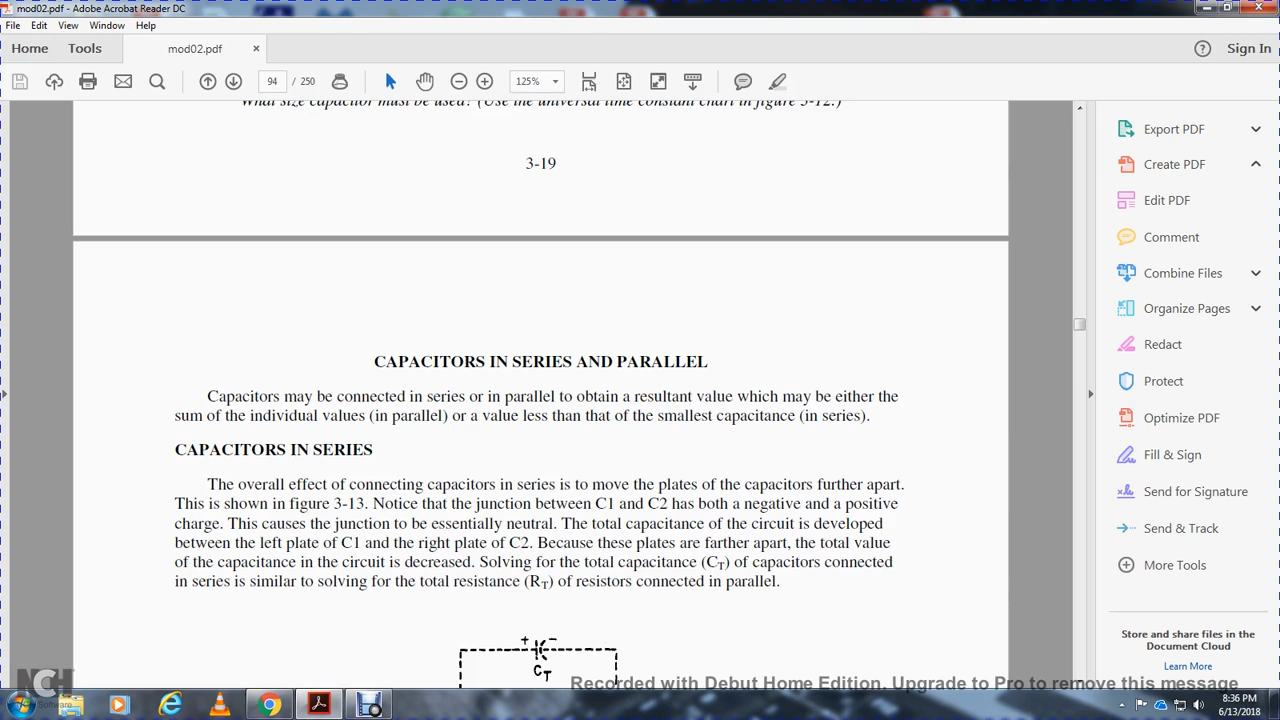 mod02.pdf - Adobe Acrobat Reader DC
File Edit View Window Help
Home Tools mod02.pdf × Sign In
94 / 250 125%
What size capacitor must be used? (Use the universal time constant chart in figure 3-12.)
3-19
CAPACITORS IN SERIES AND PARALLEL
Capacitors may be connected in series or in parallel to obtain a resultant value which may be either the
sum of the individual values (in parallel) or a value less than that of the smallest capacitance (in series).
CAPACITORS IN SERIES
The overall effect of connecting capacitors in series is to move the plates of the capacitors further apart.
This is shown in figure 3-13. Notice that the junction between C1 and C2 has both a negative and a positive
charge. This causes the junction to be essentially neutral. The total capacitance of the circuit is developed
between the left plate of C1 and the right plate of C2. Because these plates are farther apart, the total value
of the capacitance in the circuit is decreased. Solving for the total capacitance (CT) of capacitors connected
in series is similar to solving for the total resistance (RT) of resistors connected in parallel.
+ -
CT
Export PDF
Create PDF
Edit PDF
Comment
Combine Files
Organize Pages
Redact
Protect
Optimize PDF
Fill & Sign
Send for Signature
Send & Track
More Tools
Store and share files in the
Document Cloud
Learn More
NCH Software
Recorded with Debut Home Edition. Upgrade to Pro to remove this message
8:36 PM
6/13/2018